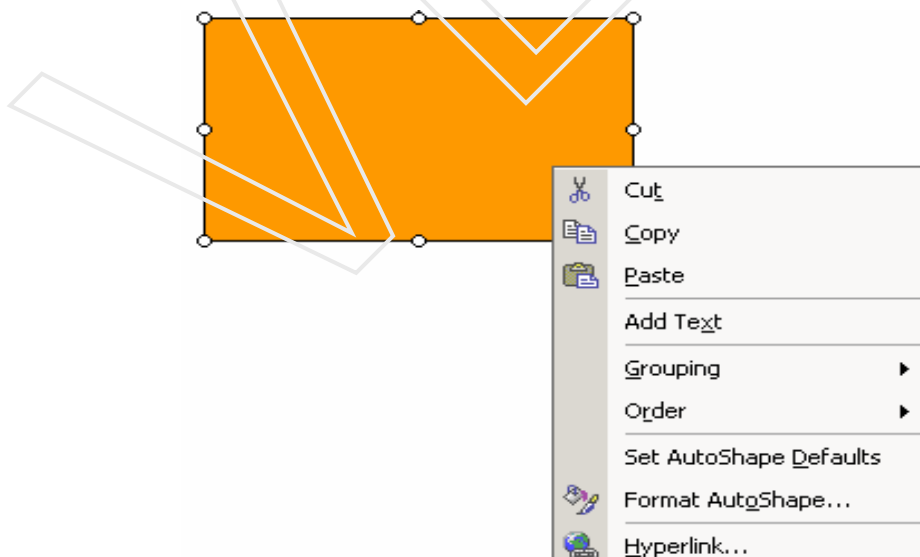 Cut
Copy
Paste
Add Text
Grouping
Order
Set AutoShape Defaults
Format AutoShape...
Hyperlink...